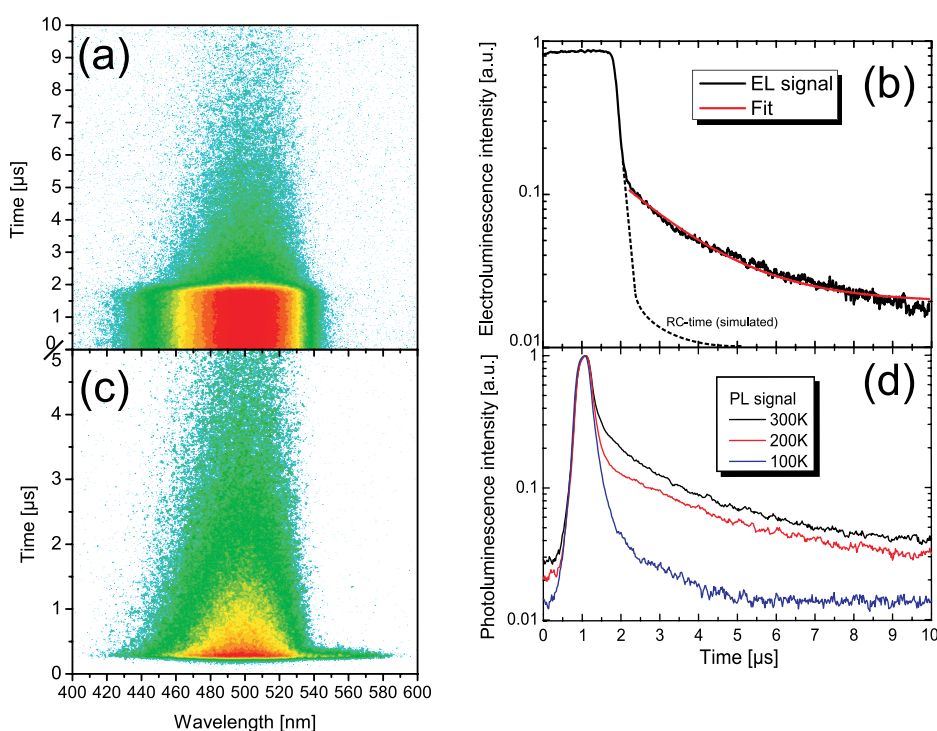 (a)
Time [µs]
10
9
8
7
6
5
4
3
2
1
0
(c)
Time [µs]
5
4
3
2
1
0
400 420 440 460 480 500 520 540 560 580 600
Wavelength [nm]
(b)
Electroluminescence intensity [a.u.]
1
0.1
0.01
EL signal
Fit
RC-time (simulated)
(d)
Photoluminescence intensity [a.u.]
1
0.1
0.01
PL signal
300K
200K
100K
0 1 2 3 4 5 6 7 8 9 10
Time [µs]